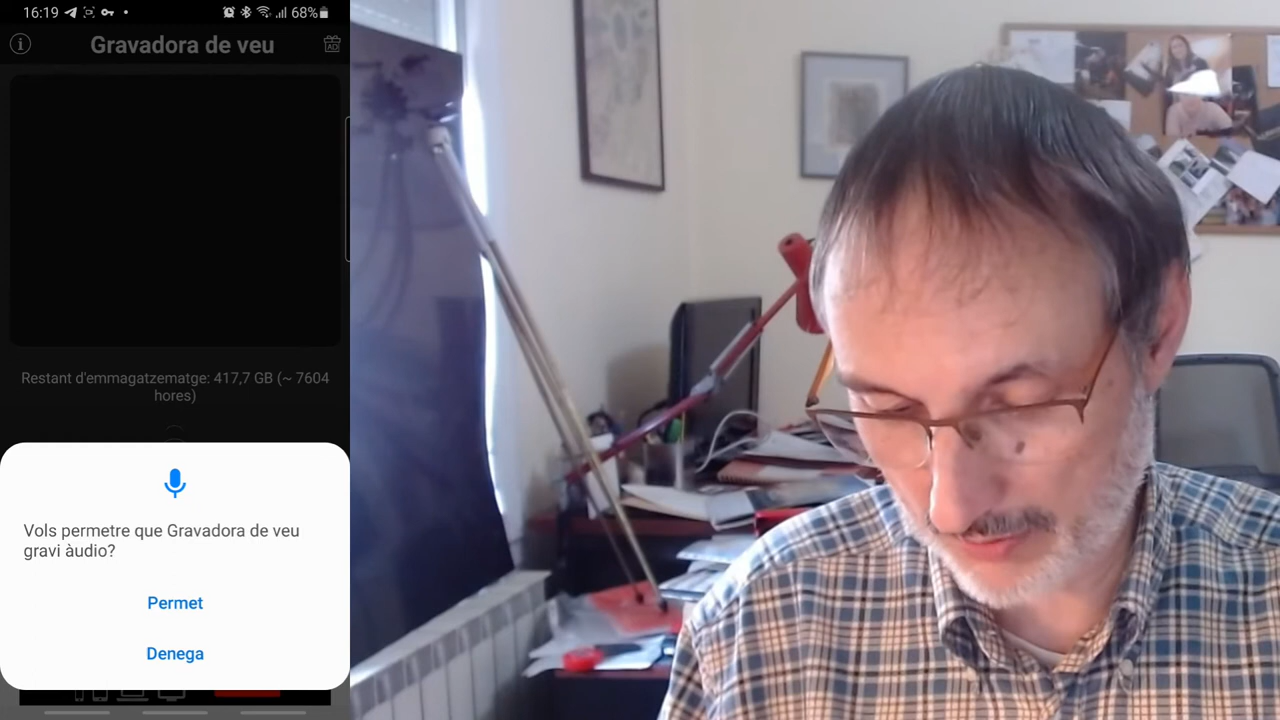 16:19
68%
Gravadora de veu
AD
Restant d'emmagatzematge: 417,7 GB (~ 7604
hores)
Vols permetre que Gravadora de veu
gravi àudio?
Permet
Denega